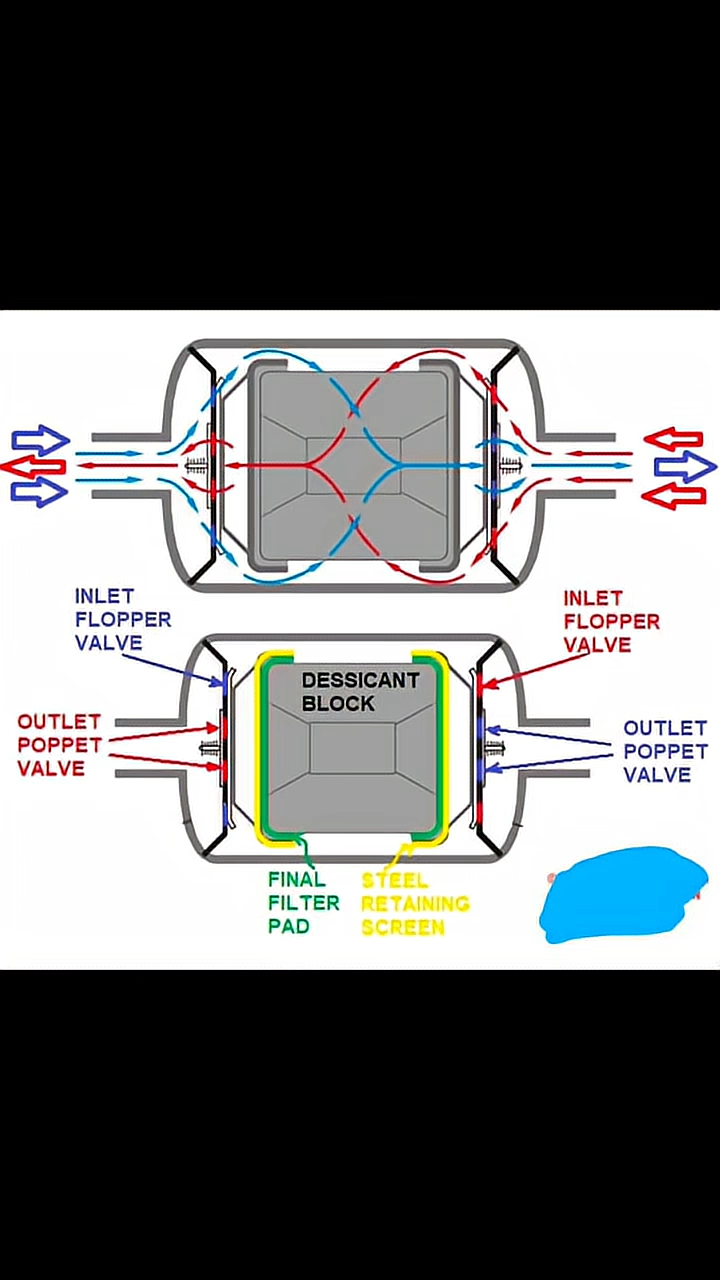 INLET
FLOPPER
VALVE
INLET
FLOPPER
VALVE
DESSICANT
BLOCK
OUTLET
POPPET
VALVE
OUTLET
POPPET
VALVE
FINAL
FILTER
PAD
STEEL
RETAINING
SCREEN